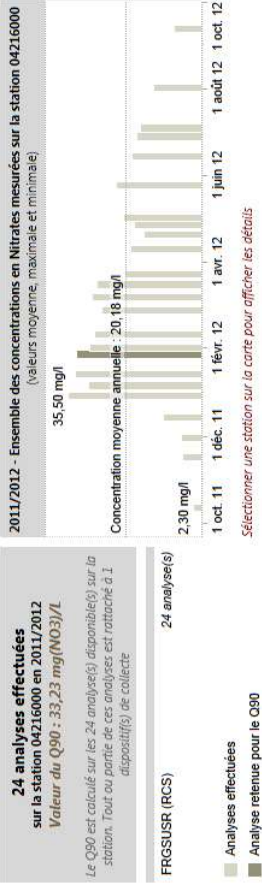 24 analyses effectuées
sur la station 04216000 en 2011/2012
Valeur du Q90 : 33,23 mg(NO3)/L
Le Q90 est calculé sur les 24 analyse(s) disponible(s) sur la
station. Tout ou partie de ces analyses est rattaché à 1
dispositif(s) de collecte
FRGSUSR (RCS) 24 analyse(s)
Analyses effectuées
Analyse retenue pour le Q90
2011/2012 - Ensemble des concentrations en Nitrates mesurées sur la station 04216000
(valeurs moyenne, maximale et minimale)
35,50 mg/l
Concentration moyenne annuelle : 20,18 mg/l
2,30 mg/l
1 oct. 11 1 déc. 11 1 févr. 12 1 avr. 12 1 juin 12 1 août 12 1 oct. 12
Sélectionner une station sur la carte pour afficher les détails